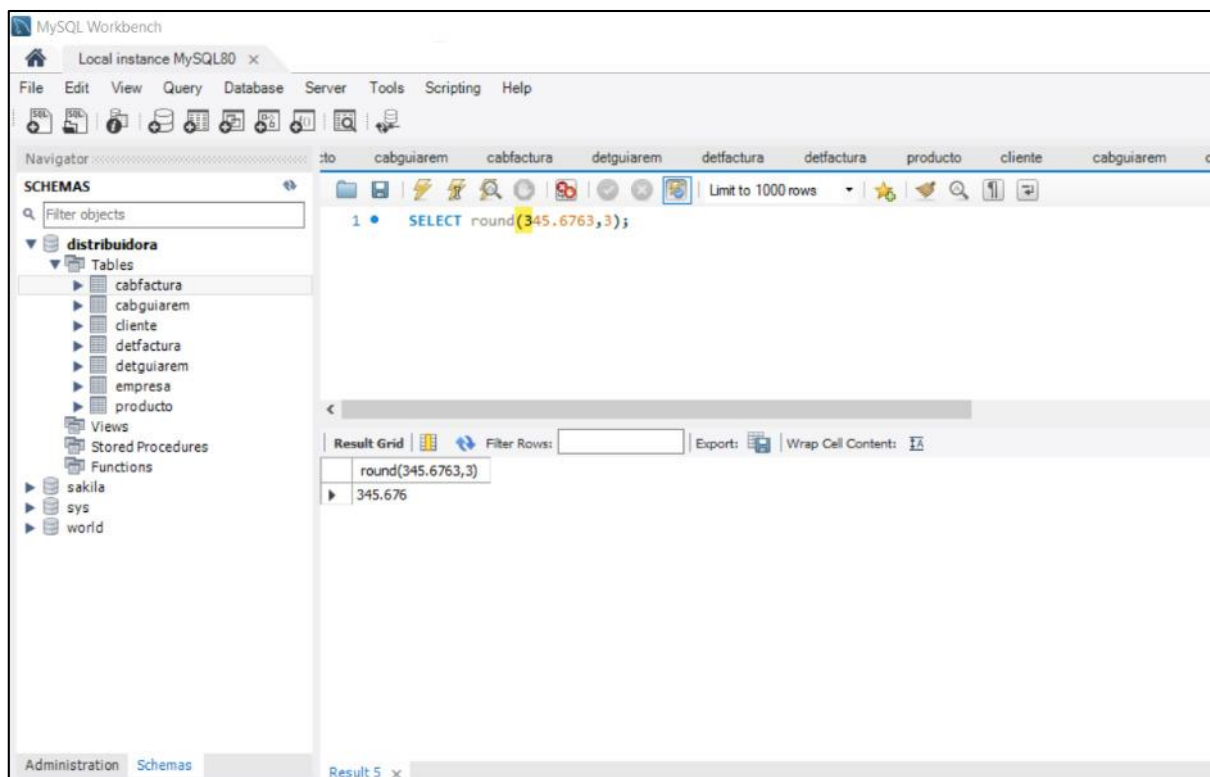 MySQL Workbench
Local instance MySQL80 ×
File Edit View Query Database Server Tools Scripting Help
Navigator
:to cabguiarem cabfactura detguiarem detfactura detfactura producto cliente cabguiarem
SCHEMAS
Limit to 1000 rows
Filter objects
1 SELECT round(345.6763,3);
distribuidora
Tables
cabfactura
cabguiarem
cliente
detfactura
detguiarem
empresa
producto
Views
Stored Procedures
Functions
sakila
sys
world
Result Grid Filter Rows: Export: Wrap Cell Content: IA
round(345.6763,3)
345.676
Administration Schemas
Result 5 ×